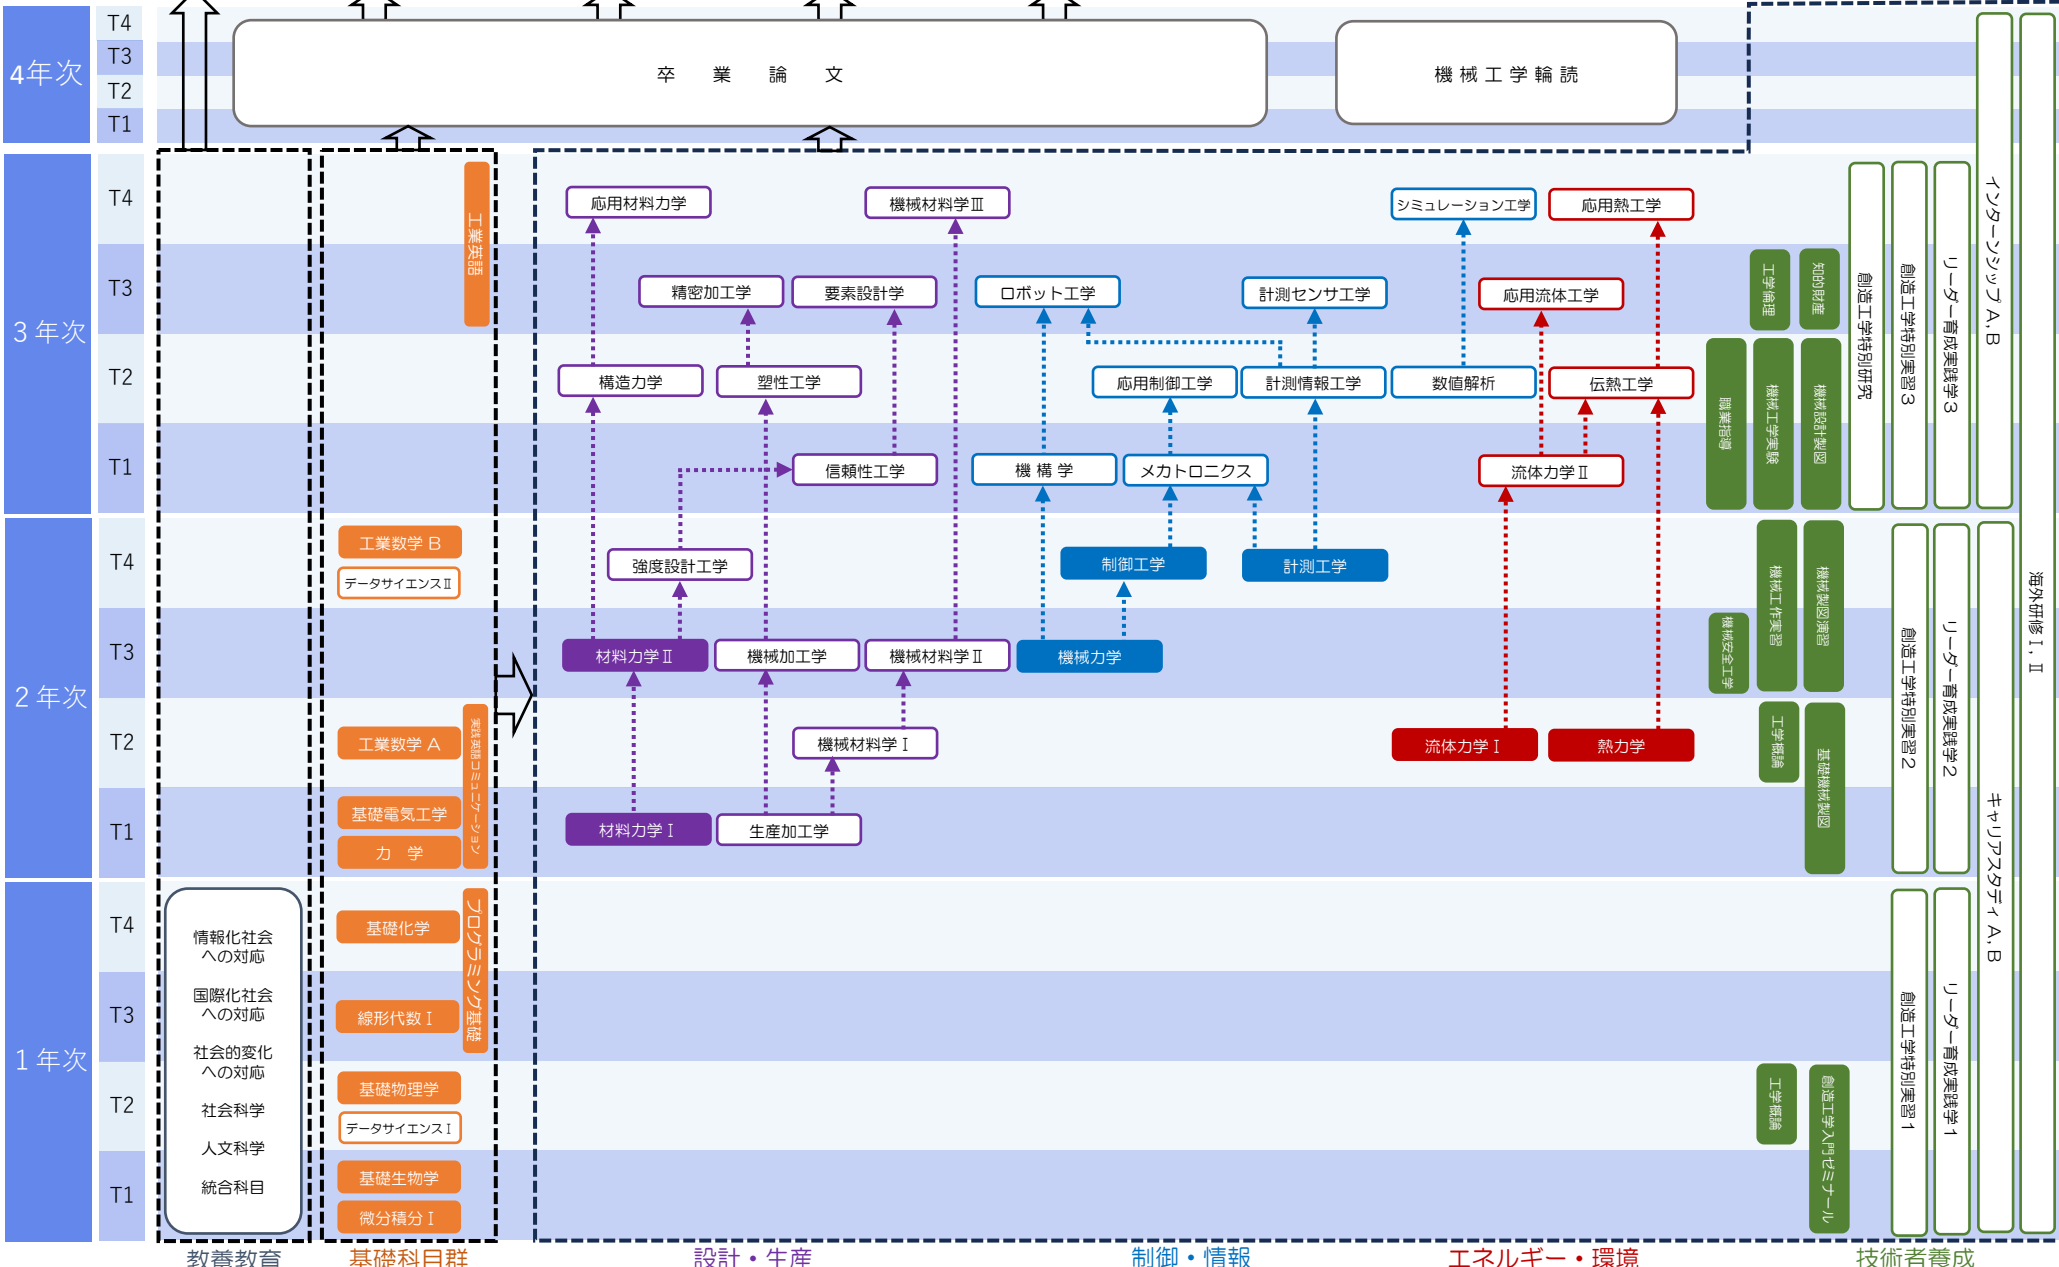 4年次
T4
T3
T2
T1
卒 業 論 文
機械工学輪読
3年次
T4
T3
T2
T1
工業英語
応用材料力学
機械材料学Ⅲ
シミュレーション工学
応用熱工学
精密加工学
要素設計学
ロボット工学
計測センサ工学
応用流体工学
構造力学
塑性工学
応用制御工学
計測情報工学
数値解析
伝熱工学
信頼性工学
機構学
メカトロニクス
流体力学Ⅱ
工学倫理
知的財産
職業指導
機械工学実験
機械設計製図
創造工学特別研究
創造工学特別実習3
リーダー育成実践学3
インターンシップ A, B
海外研修 Ⅰ, Ⅱ
2年次
T4
T3
T2
T1
工業数学 B
データサイエンスⅡ
工業数学 A
基礎電気工学
力 学
実践英語コミュニケーション
強度設計工学
制御工学
計測工学
材料力学Ⅱ
機械加工学
機械材料学Ⅱ
機械力学
機械材料学Ⅰ
流体力学Ⅰ
熱力学
材料力学Ⅰ
生産加工学
機械安全工学
機械工作実習
機械製図演習
工学概論
基礎機械製図
創造工学特別実習2
リーダー育成実践学2
キャリアスタディ A, B
1年次
T4
T3
T2
T1
情報化社会
への対応
国際化社会
への対応
社会的変化
への対応
社会科学
人文科学
統合科目
基礎化学
線形代数Ⅰ
プログラミング基礎
基礎物理学
データサイエンスⅠ
基礎生物学
微分積分Ⅰ
工学概論
創造工学入門ゼミナール
創造工学特別実習1
リーダー育成実践学1
教養教育
基礎科目群
設計・生産
制御・情報
エネルギー・環境
技術者養成